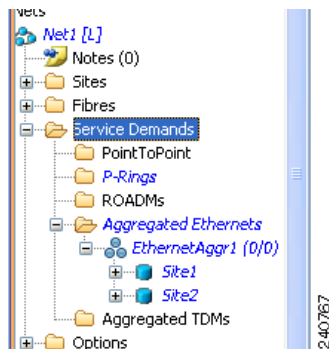 Nets
Net1 [L]
Notes (0)
Sites
Fibres
Service Demands
PointToPoint
P-Rings
ROADMs
Aggregated Ethernets
EthernetAggr1 (0/0)
Site1
Site2
Aggregated TDMs
Options
240767